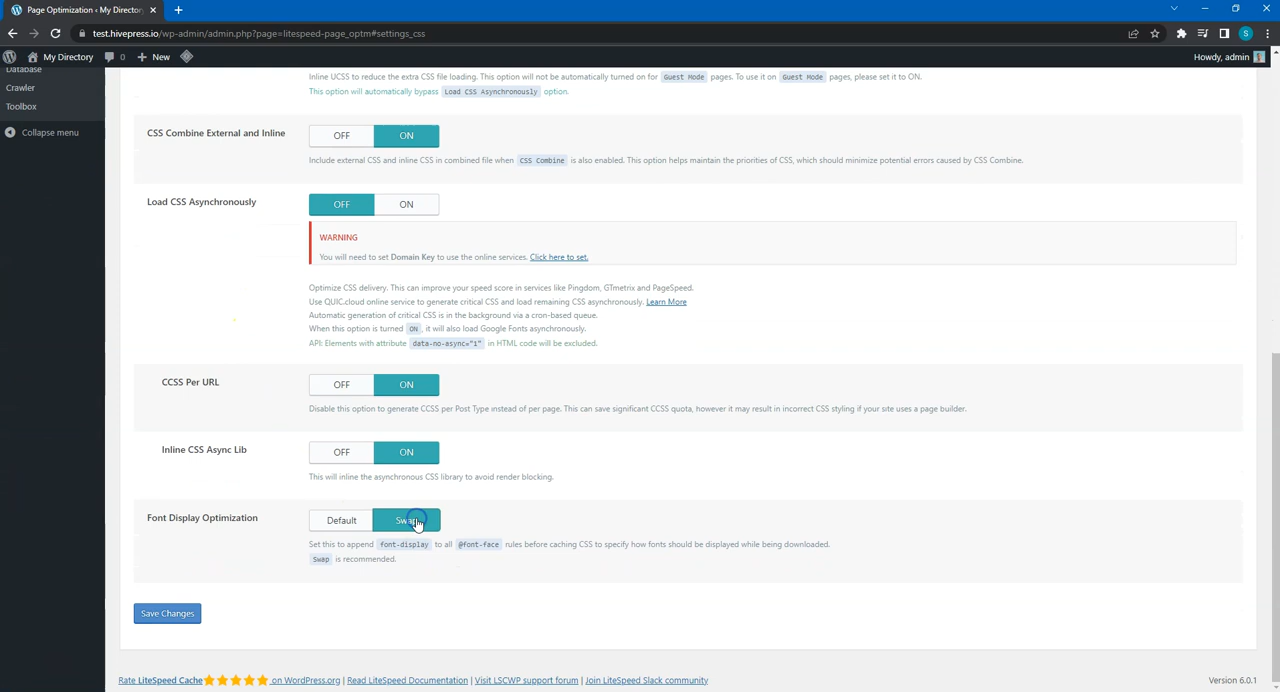 Page Optimization ‹ My Directory
test.hivepress.io/wp-admin/admin.php?page=litespeed-page_optm#settings_css
S
My Directory 0 New
Howdy, admin
Database
Crawler
Toolbox
Collapse menu
Inline UCSS to reduce the extra CSS file loading. This option will not be automatically turned on for Guest Mode pages. To use it on Guest Mode pages, please set it to ON.
This option will automatically bypass Load CSS Asynchronously option.
CSS Combine External and Inline
OFF ON
Include external CSS and inline CSS in combined file when CSS Combine is also enabled. This option helps maintain the priorities of CSS, which should minimize potential errors caused by CSS Combine.
Load CSS Asynchronously
OFF ON
WARNING
You will need to set Domain Key to use the online services. Click here to set.
Optimize CSS delivery. This can improve your speed score in services like Pingdom, GTmetrix and PageSpeed.
Use QUIC.cloud online service to generate critical CSS and load remaining CSS asynchronously. Learn More
Automatic generation of critical CSS is in the background via a cron-based queue.
When this option is turned ON, it will also load Google Fonts asynchronously.
API: Elements with attribute data-no-async="1" in HTML code will be excluded.
CCSS Per URL
OFF ON
Disable this option to generate CCSS per Post Type instead of per page. This can save significant CCSS quota, however it may result in incorrect CSS styling if your site uses a page builder.
Inline CSS Async Lib
OFF ON
This will inline the asynchronous CSS library to avoid render blocking.
Font Display Optimization
Default Swap
Set this to append font-display to all @font-face rules before caching CSS to specify how fonts should be displayed while being downloaded.
Swap is recommended.
Save Changes
Rate LiteSpeed Cache on WordPress.org | Read LiteSpeed Documentation | Visit LSCWP support forum | Join LiteSpeed Slack community
Version 6.0.1